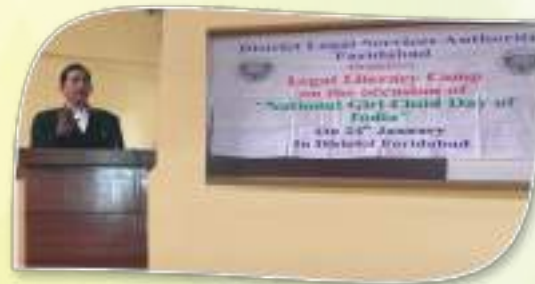 District Legal Services Authority
Faridabad
Legal Literacy Camp
on the occasion of
"National Girl Child Day of
India"
On 24th January
In District Faridabad